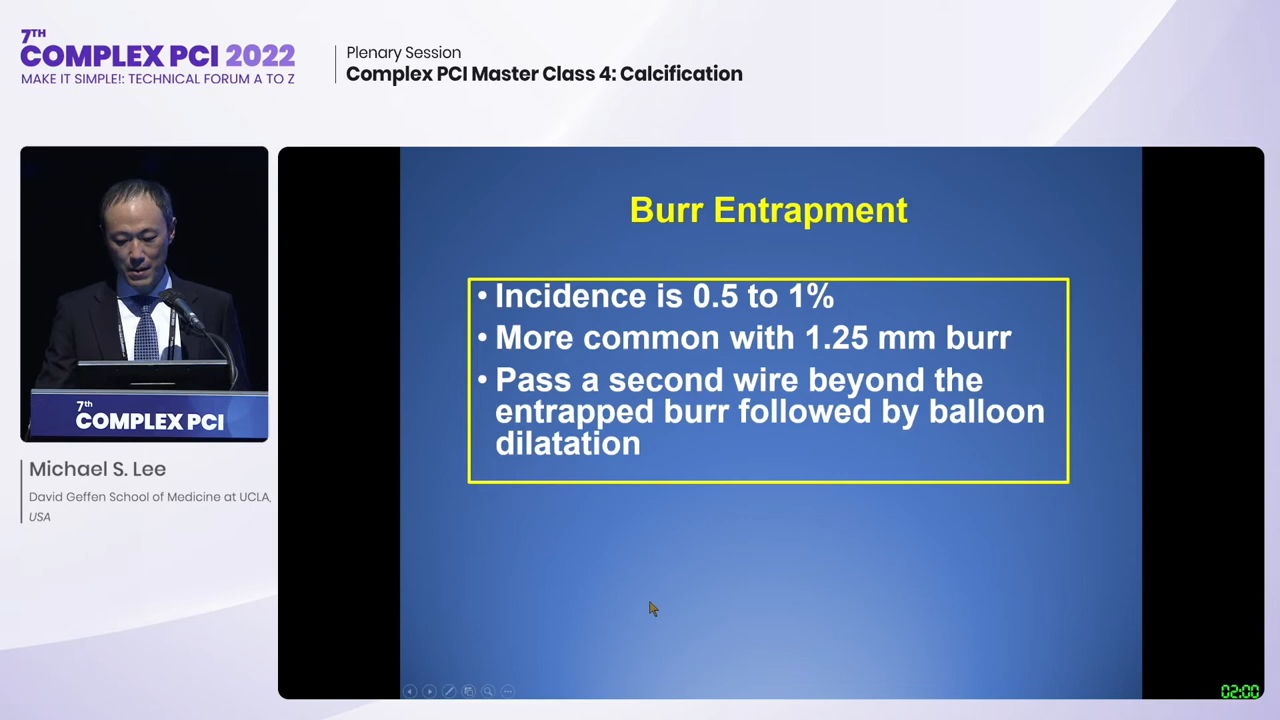 7TH
COMPLEX PCI 2022
MAKE IT SIMPLE!: TECHNICAL FORUM A TO Z
Plenary Session
Complex PCI Master Class 4: Calcification
7th
COMPLEX PCI
Michael S. Lee
David Geffen School of Medicine at UCLA,
USA
Burr Entrapment
• Incidence is 0.5 to 1%
• More common with 1.25 mm burr
• Pass a second wire beyond the
entrapped burr followed by balloon
dilatation
02:00